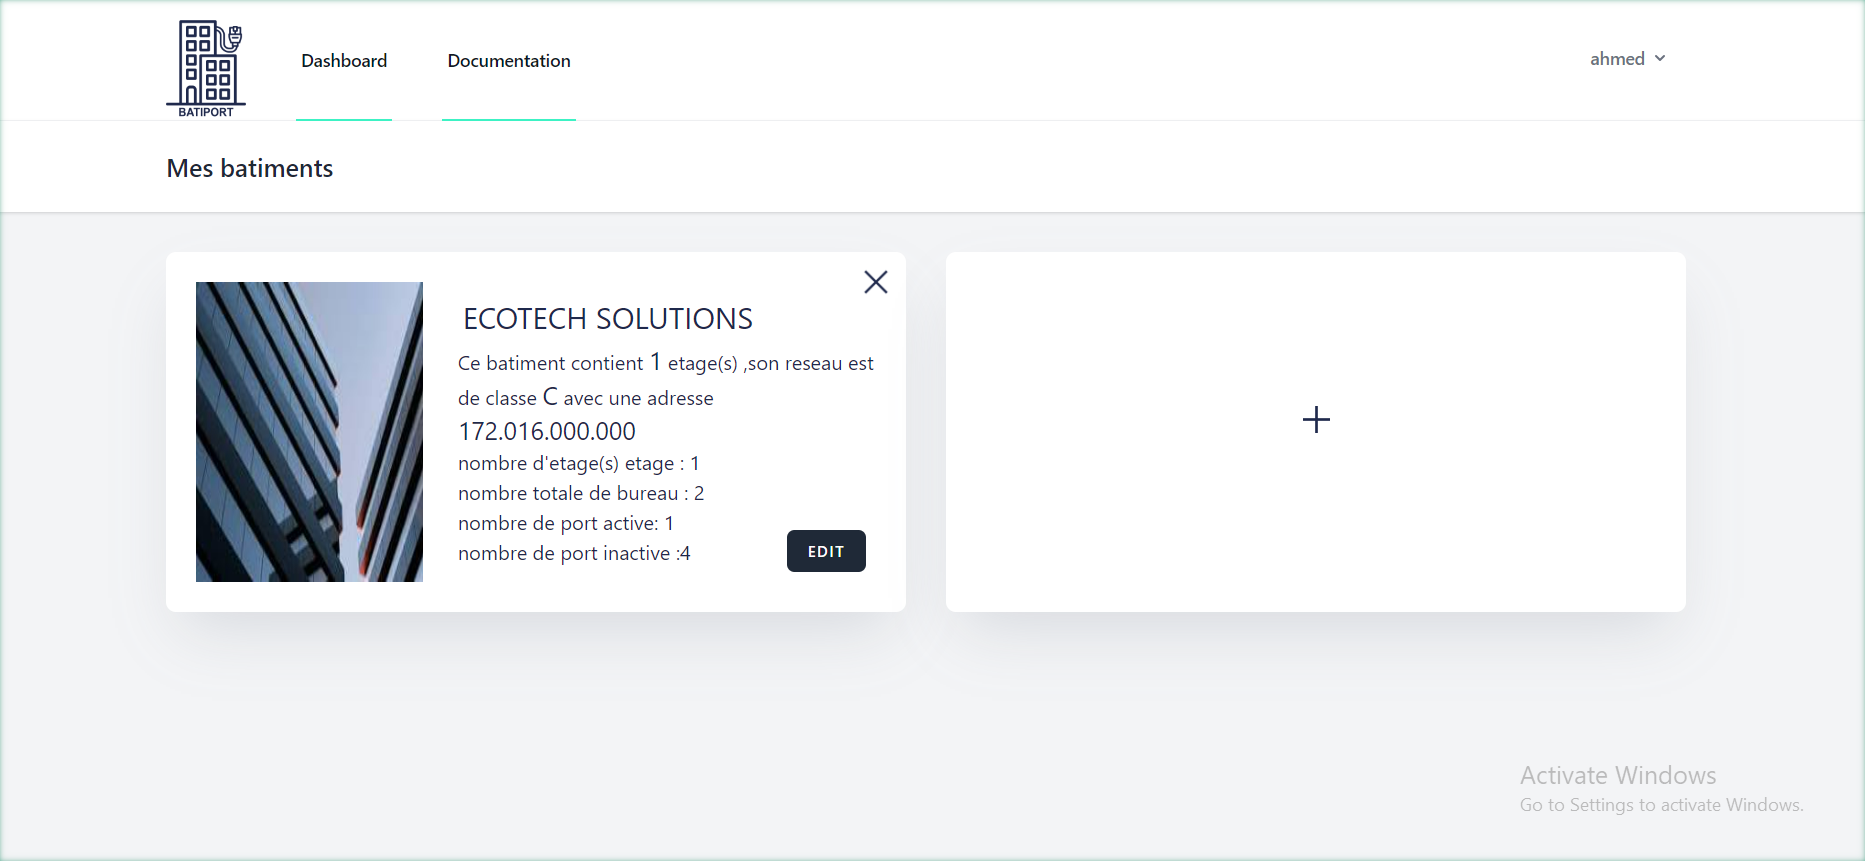 BATIPORT
Dashboard
Documentation
ahmed
Mes batiments
ECOTECH SOLUTIONS
Ce batiment contient 1 etage(s) ,son reseau est
de classe C avec une adresse
172.016.000.000
nombre d'etage(s) etage : 1
nombre totale de bureau : 2
nombre de port active: 1
nombre de port inactive :4
EDIT
Activate Windows
Go to Settings to activate Windows.